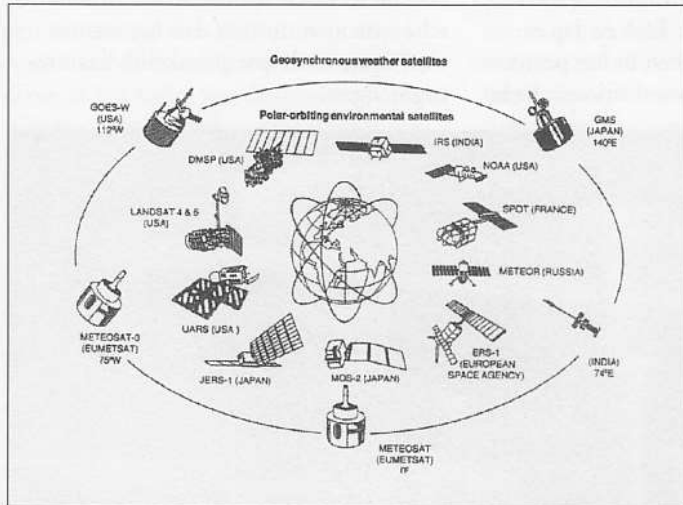 Geosynchronous weather satellites
GOES-W
(USA)
112°W
GMS
(JAPAN)
140°E
Polar-orbiting environmental satellites
DMSP (USA)
IRS (INDIA)
NOAA (USA)
LANDSAT 4 & 5
(USA)
SPOT (FRANCE)
METEOR (RUSSIA)
UARS (USA)
METEOSAT-3
(EUMETSAT)
75°W
ERS-1
(EUROPEAN
SPACE AGENCY)
(INDIA)
74°E
JERS-1 (JAPAN)
MOS-2 (JAPAN)
METEOSAT
(EUMETSAT)